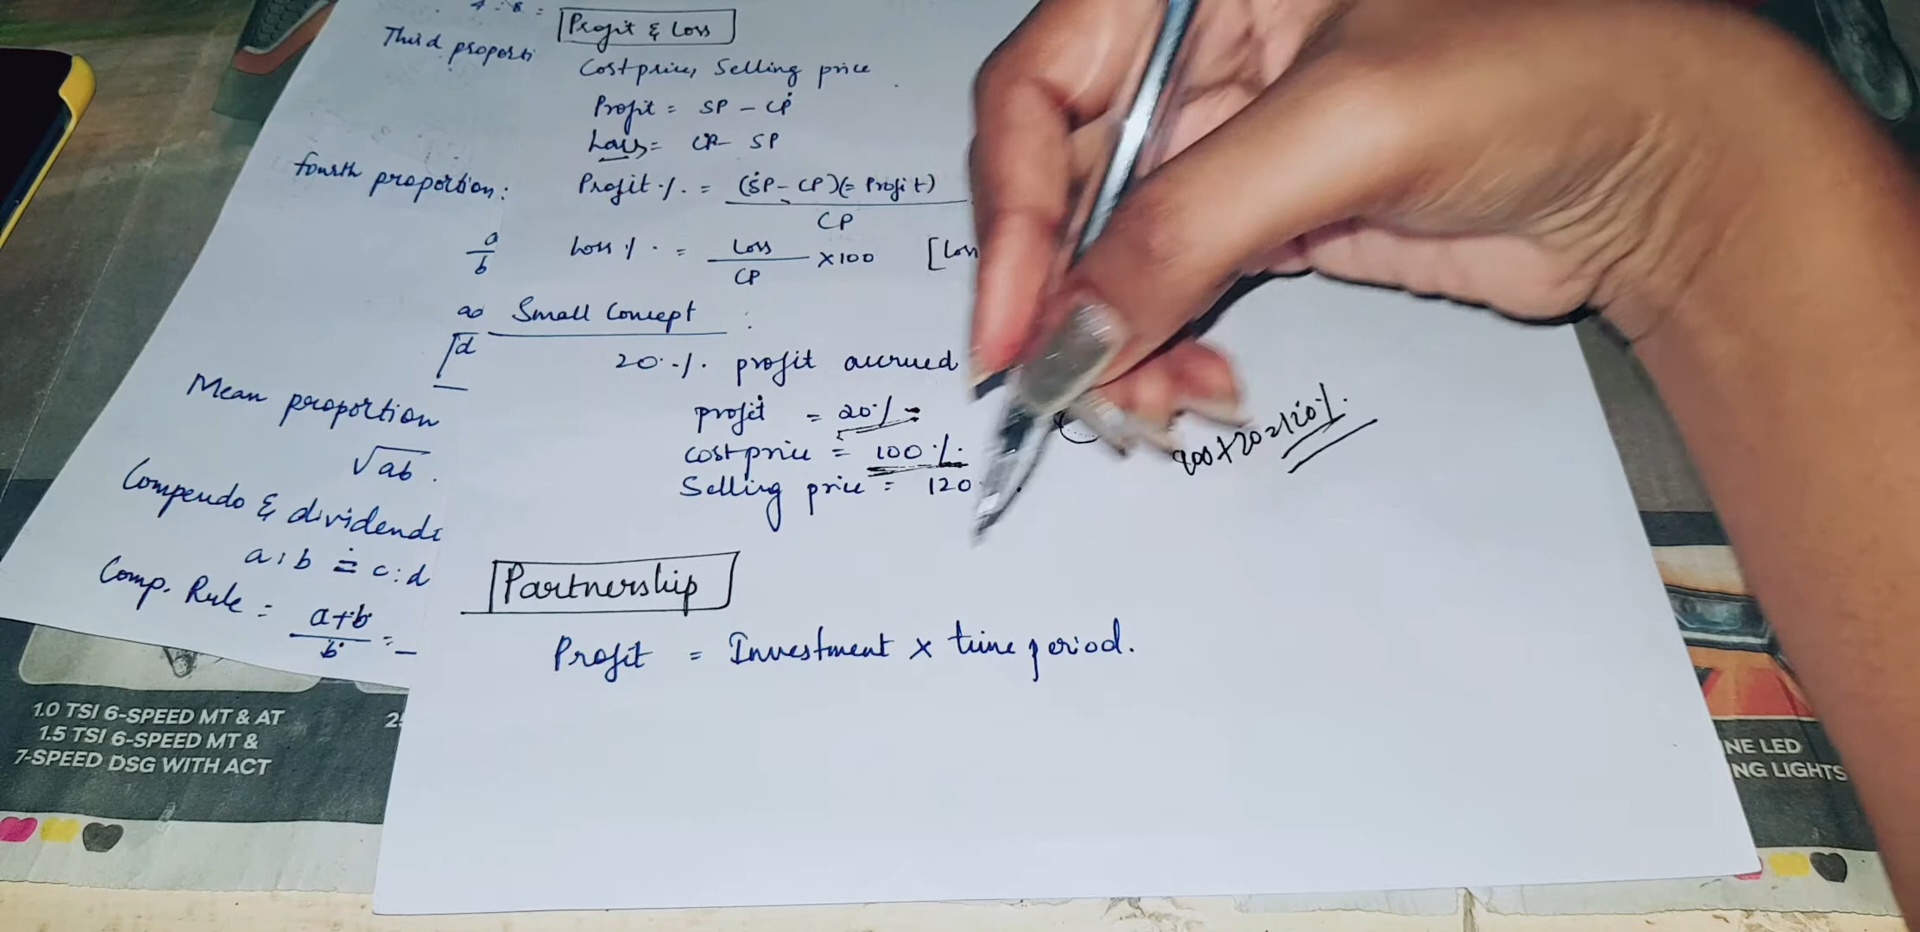 Third proporti
fourth proportion:
a
b
Mean proportion
√ab.
Compendo & dividendo
a:b = c:d
Comp. Rule = a+b
b
=
Profit & Loss
Cost price, Selling price
Profit = SP - CP
Loss = CP - SP
Profit % = (SP - CP)(= Profit)
CP
Loss % = Loss
CP
×100 [Loss
Small Concept
20% profit accrued
profit = 20%
cost price = 100%
Selling price = 120
100+20=120%
Partnership
Profit = Investment × time period.
1.0 TSI 6-SPEED MT & AT
1.5 TSI 6-SPEED MT &
7-SPEED DSG WITH ACT
NE LED
NG LIGHTS